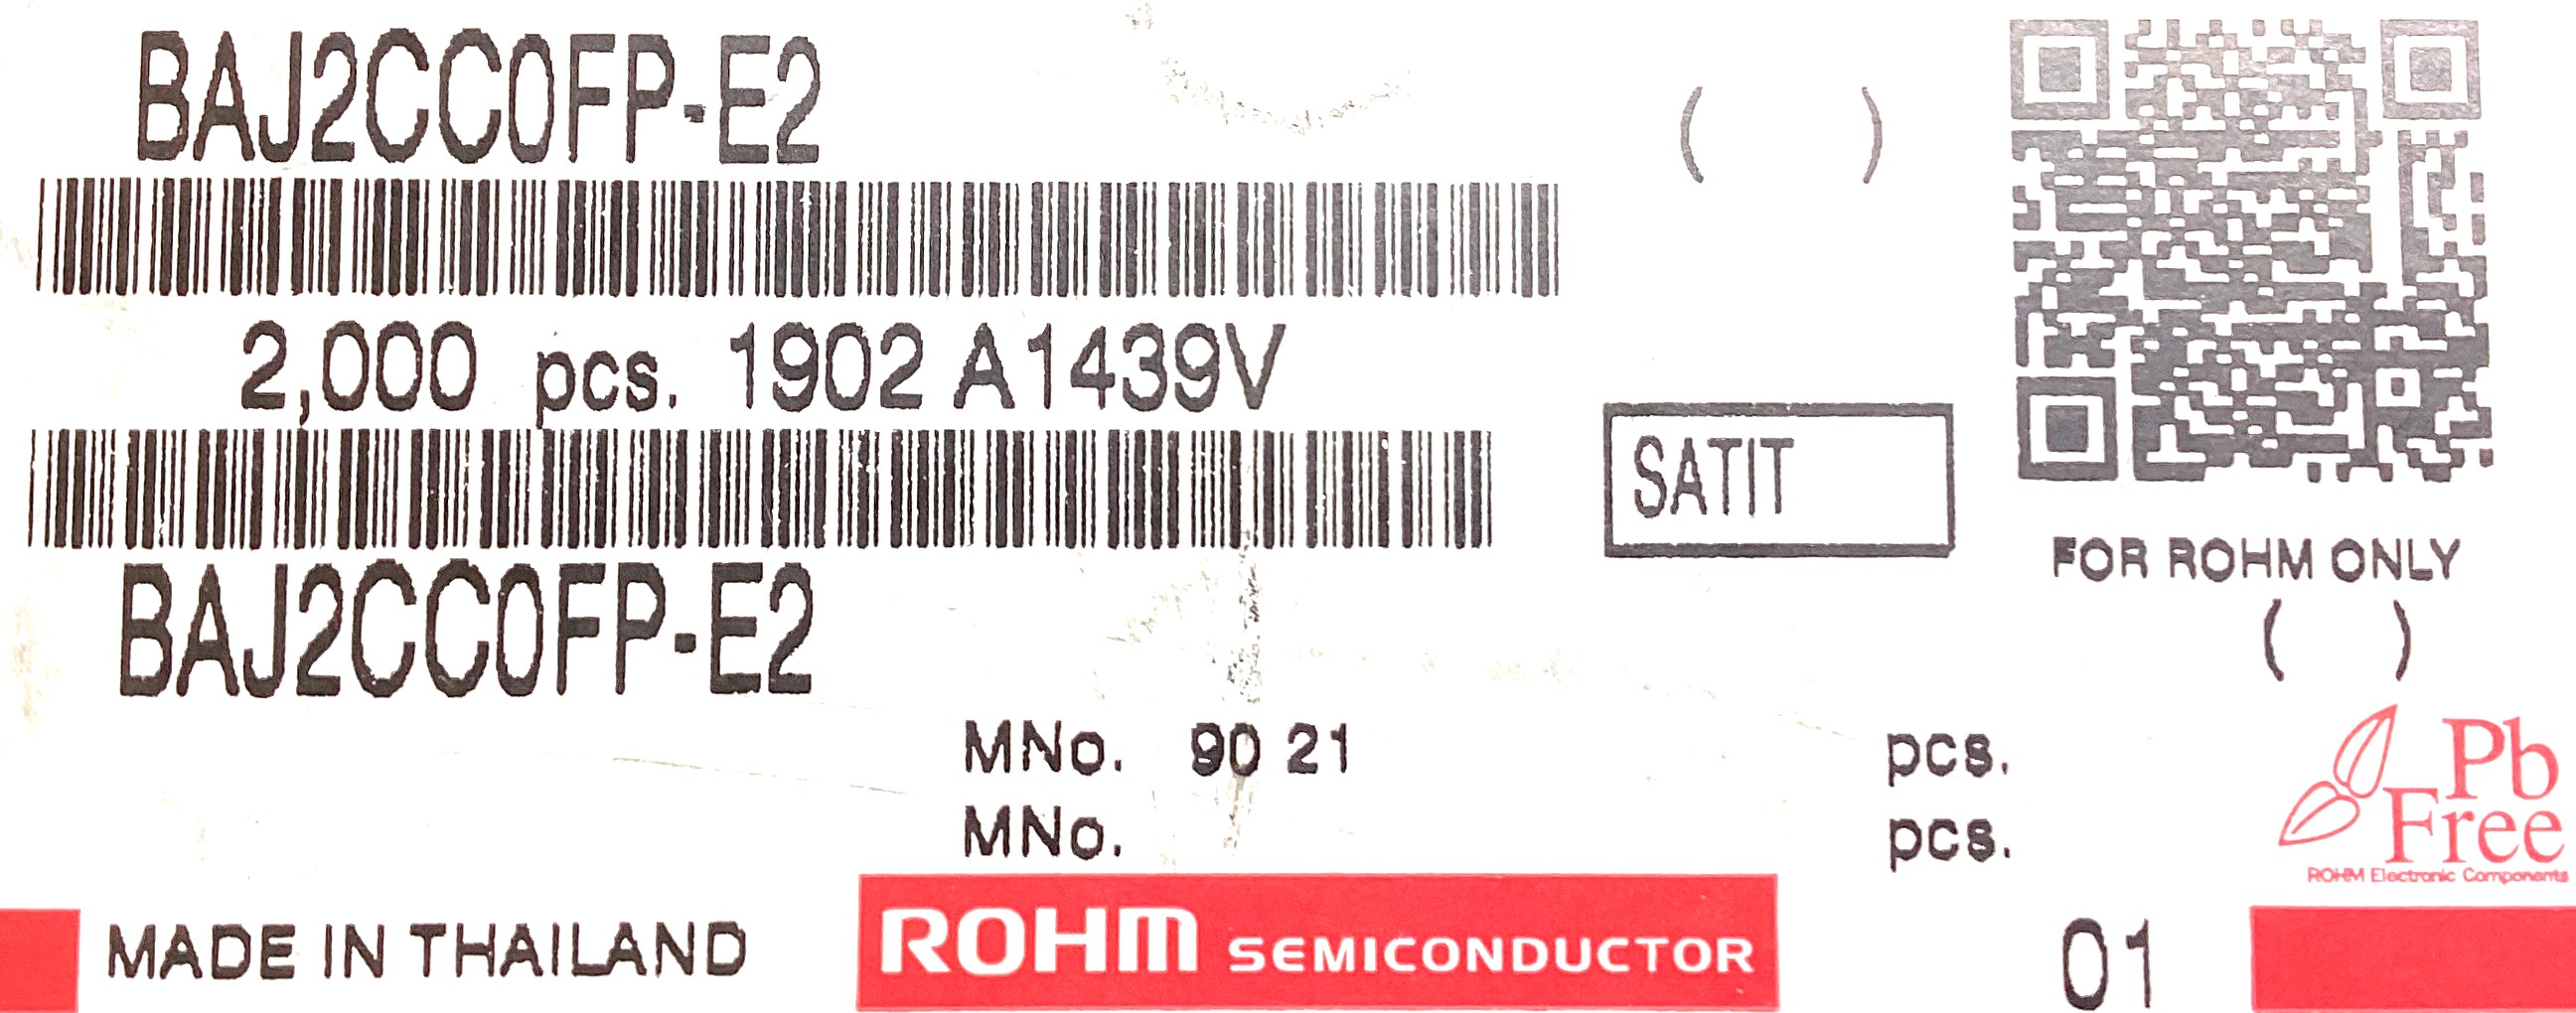 BAJ2CC0FP-E2
( )
2,000 pcs. 1902 A1439V
SATIT
FOR ROHM ONLY
( )
BAJ2CC0FP-E2
MNo. 90 21 pcs.
MNo. pcs.
Pb
Free
ROHM Electronic Components
MADE IN THAILAND
ROHM SEMICONDUCTOR
01